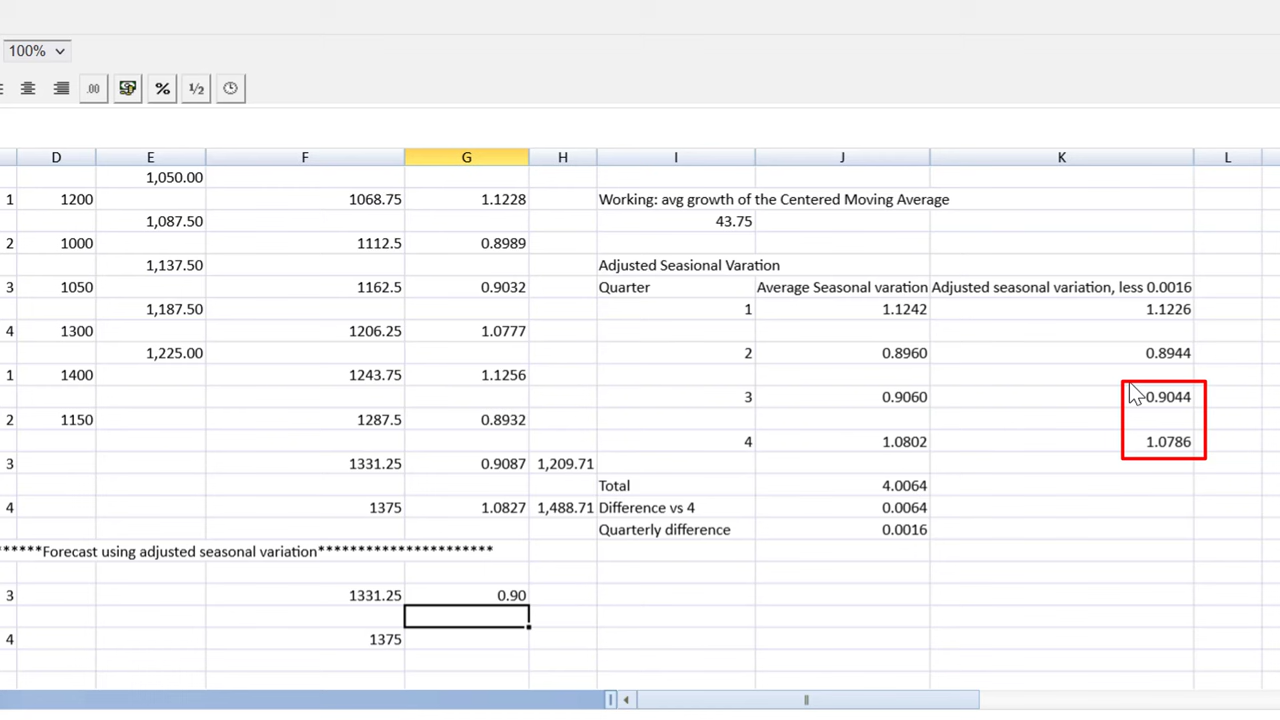 100%
.00 % 1/2
D E F G H I J K L
1,050.00
1 1200 1068.75 1.1228 Working: avg growth of the Centered Moving Average
1,087.50 43.75
2 1000 1112.5 0.8989
1,137.50 Adjusted Seasional Varation
3 1050 1162.5 0.9032 Quarter Average Seasonal varation Adjusted seasonal variation, less 0.0016
1,187.50 1 1.1242 1.1226
4 1300 1206.25 1.0777
1,225.00 2 0.8960 0.8944
1 1400 1243.75 1.1256
3 0.9060 0.9044
2 1150 1287.5 0.8932
4 1.0802 1.0786
3 1331.25 0.9087 1,209.71
Total 4.0064
4 1375 1.0827 1,488.71 Difference vs 4 0.0064
Quarterly difference 0.0016
******Forecast using adjusted seasonal variation**********************
3 1331.25 0.90
4 1375